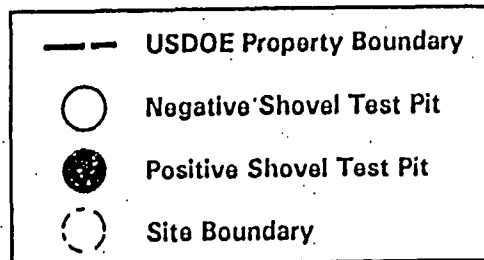 USDOE Property Boundary
Negative Shovel Test Pit
Positive Shovel Test Pit
Site Boundary